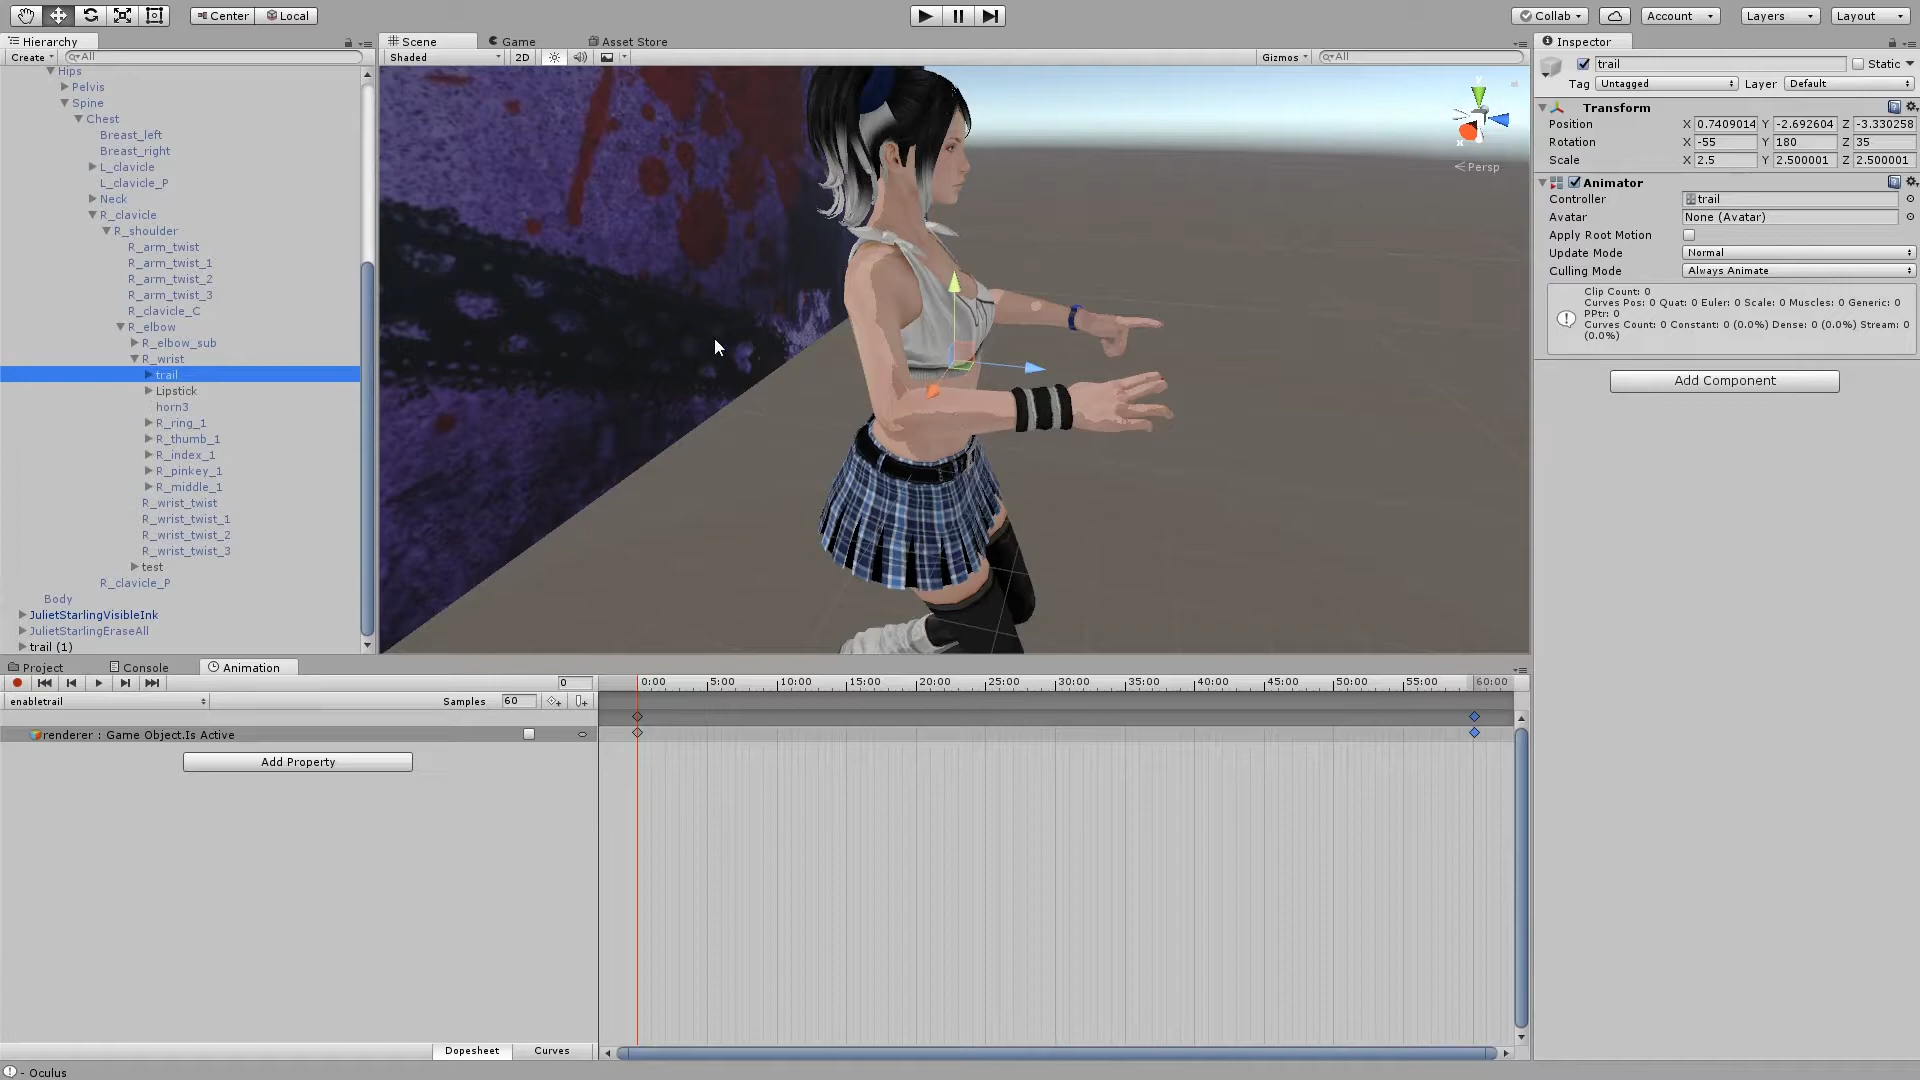 Center Local
Collab Account Layers Layout
Hierarchy
Create All
Hips
Pelvis
Spine
Chest
Breast_left
Breast_right
L_clavicle
L_clavicle_P
Neck
R_clavicle
R_shoulder
R_arm_twist
R_arm_twist_1
R_arm_twist_2
R_arm_twist_3
R_clavicle_C
R_elbow
R_elbow_sub
R_wrist
trail
Lipstick
horn3
R_ring_1
R_thumb_1
R_index_1
R_pinkey_1
R_middle_1
R_wrist_twist
R_wrist_twist_1
R_wrist_twist_2
R_wrist_twist_3
test
R_clavicle_P
Body
JulietStarlingVisibleInk
JulietStarlingEraseAll
trail (1)
Scene Game Asset Store
Shaded 2D Gizmos All
y
x
Persp
Inspector
trail Static
Tag Untagged Layer Default
Transform
Position X 0.7409014 Y -2.692604 Z -3.330258
Rotation X -55 Y 180 Z 35
Scale X 2.5 Y 2.500001 Z 2.500001
Animator
Controller trail
Avatar None (Avatar)
Apply Root Motion
Update Mode Normal
Culling Mode Always Animate
Clip Count: 0
Curves Pos: 0 Quat: 0 Euler: 0 Scale: 0 Muscles: 0 Generic: 0
PPtr: 0
Curves Count: 0 Constant: 0 (0.0%) Dense: 0 (0.0%) Stream: 0
(0.0%)
Add Component
Project Console Animation
0 0:00 5:00 10:00 15:00 20:00 25:00 30:00 35:00 40:00 45:00 50:00 55:00 60:00
enabletrail Samples 60
renderer : Game Object.Is Active
Add Property
Dopesheet Curves
- Oculus